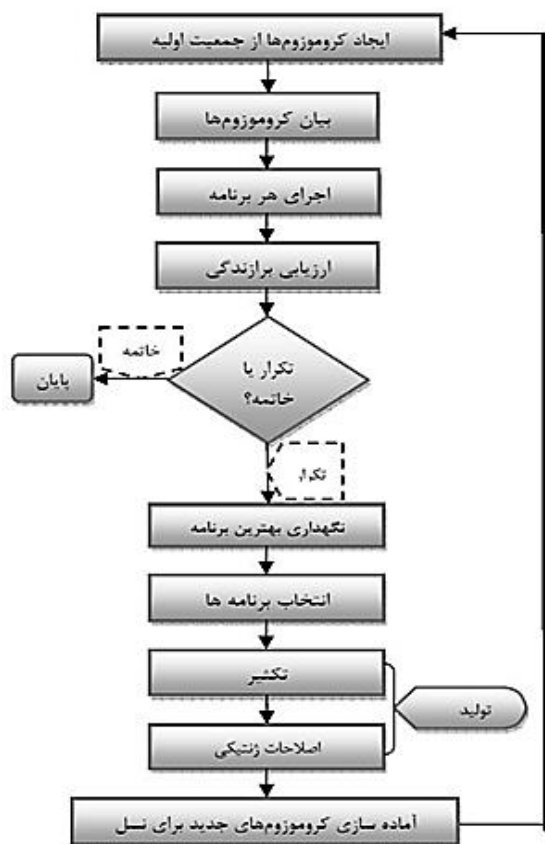 ایجاد کروموزوم‌ها از جمعیت اولیه
بیان کروموزوم‌ها
اجرای هر برنامه
ارزیابی برازندگی
تکرار یا
خاتمه؟
خاتمه
پایان
تکرار
نگهداری بهترین برنامه
انتخاب برنامه ها
تکثیر
تولید
اصلاحات ژنتیکی
آماده سازی کروموزوم‌های جدید برای نسل